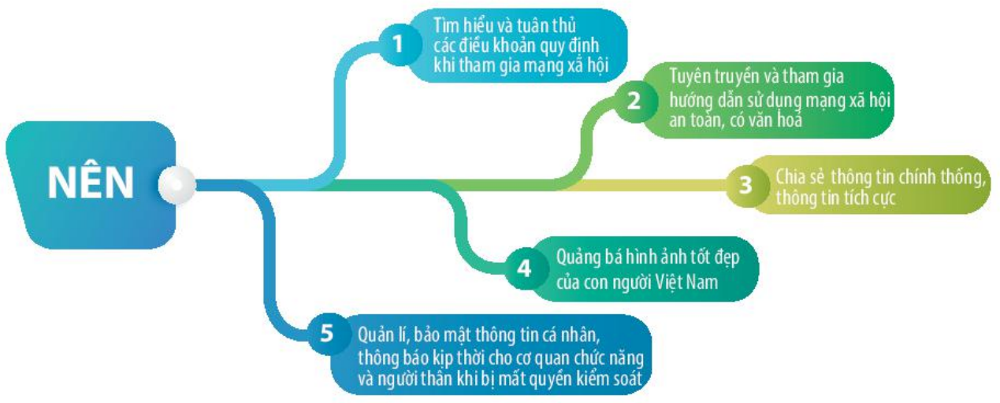 NÊN
1
Tìm hiểu và tuân thủ
các điều khoản quy định
khi tham gia mạng xã hội
2
Tuyên truyền và tham gia
hướng dẫn sử dụng mạng xã hội
an toàn, có văn hoá
3
Chia sẻ thông tin chính thống,
thông tin tích cực
4
Quảng bá hình ảnh tốt đẹp
của con người Việt Nam
5
Quản lí, bảo mật thông tin cá nhân,
thông báo kịp thời cho cơ quan chức năng
và người thân khi bị mất quyền kiểm soát